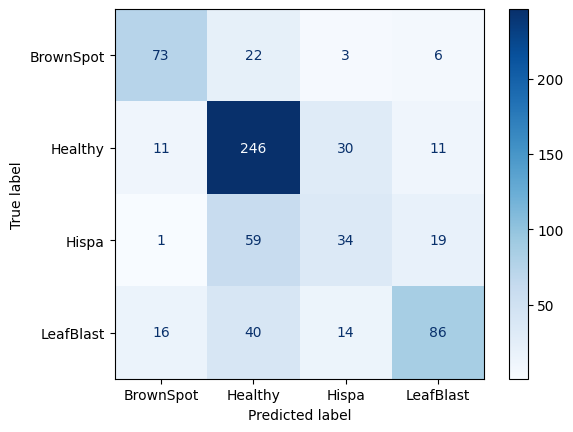 BrownSpot 73 22 3 6
Healthy 11 246 30 11
Hispa 1 59 34 19
LeafBlast 16 40 14 86
BrownSpot Healthy Hispa LeafBlast
Predicted label
True label
200
150
100
50